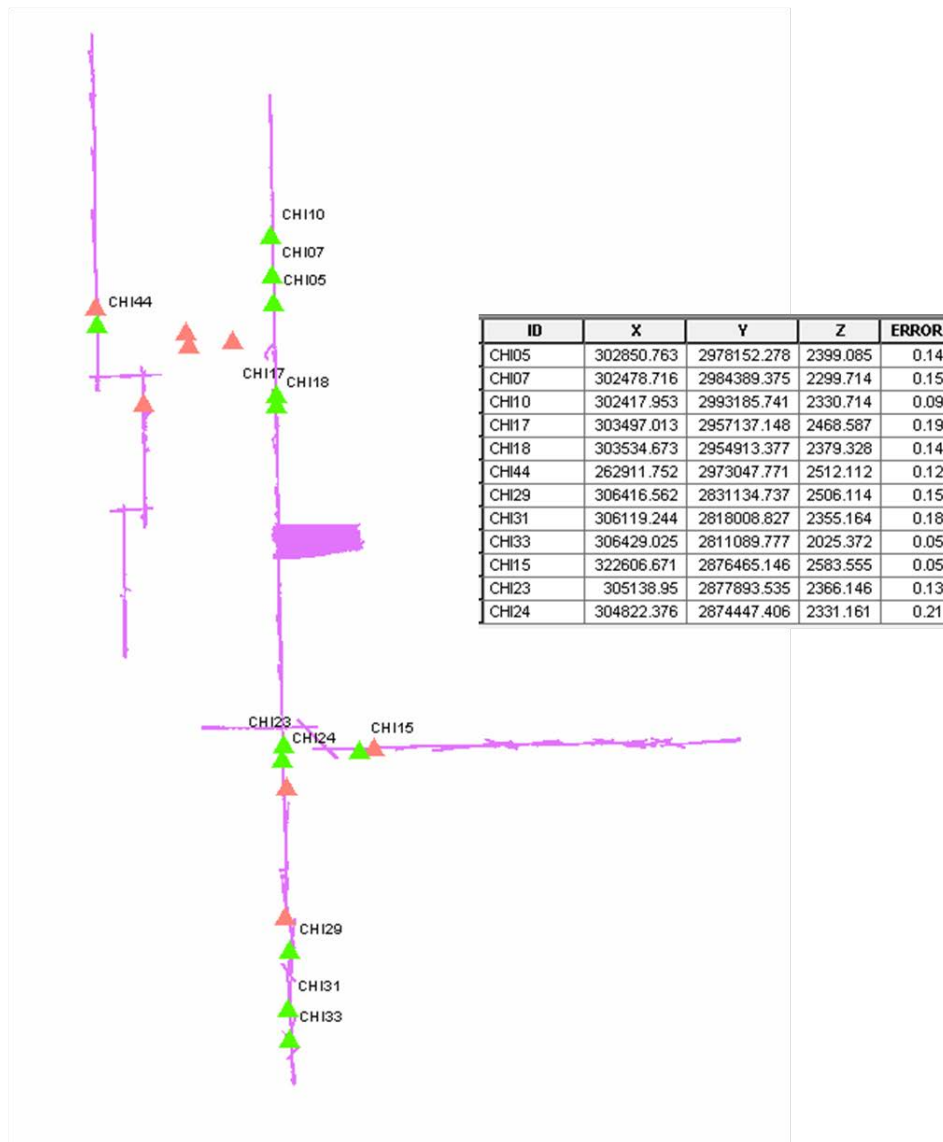 CHI10
CHI07
CHI05
CHI44
CHI17
CHI18
ID X Y Z ERROR
CHI05 302850.763 2978152.278 2399.085 0.14
CHI07 302478.716 2984389.375 2299.714 0.15
CHI10 302417.953 2993185.741 2330.714 0.09
CHI17 303497.013 2957137.148 2468.587 0.19
CHI18 303534.673 2954913.377 2379.328 0.14
CHI44 262911.752 2973047.771 2512.112 0.12
CHI29 306416.562 2831134.737 2506.114 0.15
CHI31 306119.244 2818008.827 2355.164 0.18
CHI33 306429.025 2811089.777 2025.372 0.05
CHI15 322606.671 2876465.146 2583.555 0.05
CHI23 305138.95 2877893.535 2366.146 0.13
CHI24 304822.376 2874447.406 2331.161 0.21
CHI23
CHI24
CHI15
CHI29
CHI31
CHI33